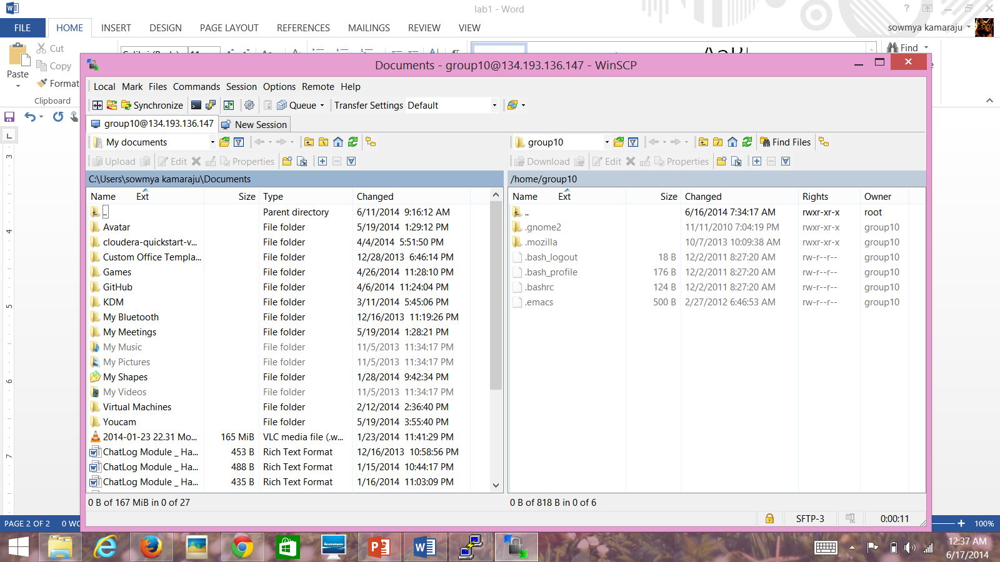 lab1 - Word
?
FILE HOME INSERT DESIGN PAGE LAYOUT REFERENCES MAILINGS REVIEW VIEW
sowmya kamaraju
Cut
Find
Copy
Paste
Format
Clipboard
Documents - group10@134.193.136.147 - WinSCP
Local Mark Files Commands Session Options Remote Help
Synchronize Queue Transfer Settings Default
group10@134.193.136.147 New Session
My documents
group10 Find Files
Upload Edit Properties
Download Edit Properties
C:\Users\sowmya kamaraju\Documents
/home/group10
Name Ext Size Type Changed
.. Parent directory 6/11/2014 9:16:12 AM
Avatar File folder 5/19/2014 1:29:12 PM
cloudera-quickstart-v... File folder 4/4/2014 5:51:50 PM
Custom Office Templa... File folder 12/28/2013 6:46:14 PM
Games File folder 4/26/2014 11:28:10 PM
GitHub File folder 4/6/2014 11:24:04 PM
KDM File folder 3/11/2014 5:45:06 PM
My Bluetooth File folder 12/16/2013 11:19:26 PM
My Meetings File folder 5/19/2014 1:28:21 PM
My Music File folder 11/5/2013 11:34:17 PM
My Pictures File folder 11/5/2013 11:34:17 PM
My Shapes File folder 1/28/2014 9:42:34 PM
My Videos File folder 11/5/2013 11:34:17 PM
Virtual Machines File folder 2/12/2014 2:36:40 PM
Youcam File folder 5/19/2014 3:55:40 PM
2014-01-23 22.31 Mo... 165 MiB VLC media file (.w... 1/23/2014 11:41:29 PM
ChatLog Module _ Ha... 453 B Rich Text Format 12/16/2013 10:58:56 PM
ChatLog Module _ Ha... 488 B Rich Text Format 1/15/2014 10:44:17 PM
ChatLog Module _ Ha... 435 B Rich Text Format 1/16/2014 11:03:09 PM
0 B of 167 MiB in 0 of 27
Name Ext Size Changed Rights Owner
.. 6/16/2014 7:34:17 AM rwxr-xr-x root
.gnome2 11/11/2010 7:04:19 PM rwxr-xr-x group10
.mozilla 10/7/2013 10:09:38 AM rwxr-xr-x group10
.bash_logout 18 B 12/2/2011 8:27:20 AM rw-r--r-- group10
.bash_profile 176 B 12/2/2011 8:27:20 AM rw-r--r-- group10
.bashrc 124 B 12/2/2011 8:27:20 AM rw-r--r-- group10
.emacs 500 B 2/27/2012 6:46:53 AM rw-r--r-- group10
0 B of 818 B in 0 of 6
SFTP-3 0:00:11
3
4
5
6
7
PAGE 2 OF 2 0 WO
100%
lenovo
12:37 AM
6/17/2014